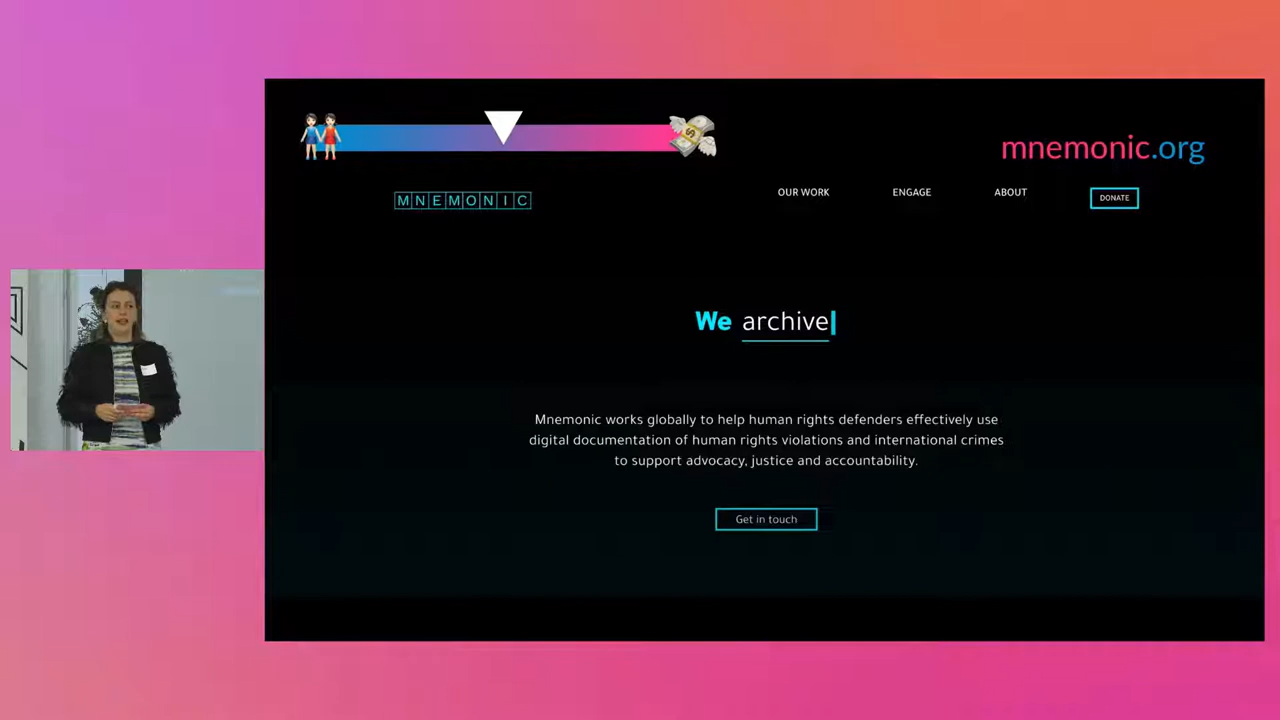 mnemonic.org
MNEMONIC
OUR WORK
ENGAGE
ABOUT
DONATE
We archive
Mnemonic works globally to help human rights defenders effectively use
digital documentation of human rights violations and international crimes
to support advocacy, justice and accountability.
Get in touch